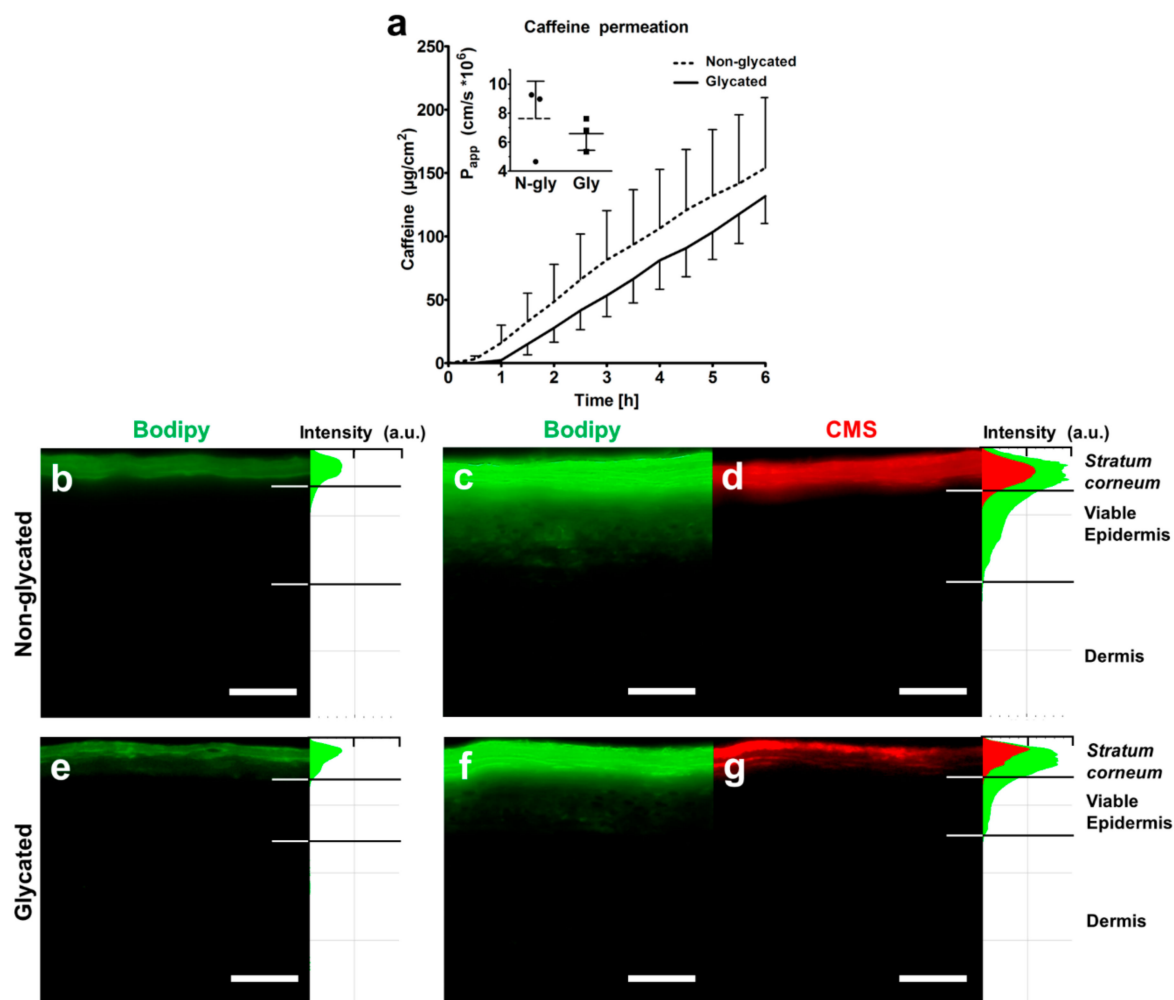 a
Caffeine permeation
Non-glycated
Glycated
Caffeine (µg/cm²)
250
200
150
100
50
0
P_app (cm/s *10^6)
10
8
6
4
N-gly Gly
0 1 2 3 4 5 6
Time [h]
Bodipy Intensity (a.u.) Bodipy CMS Intensity (a.u.)
Non-glycated
b
c
d
Stratum
corneum
Viable
Epidermis
Dermis
Glycated
e
f
g
Stratum
corneum
Viable
Epidermis
Dermis